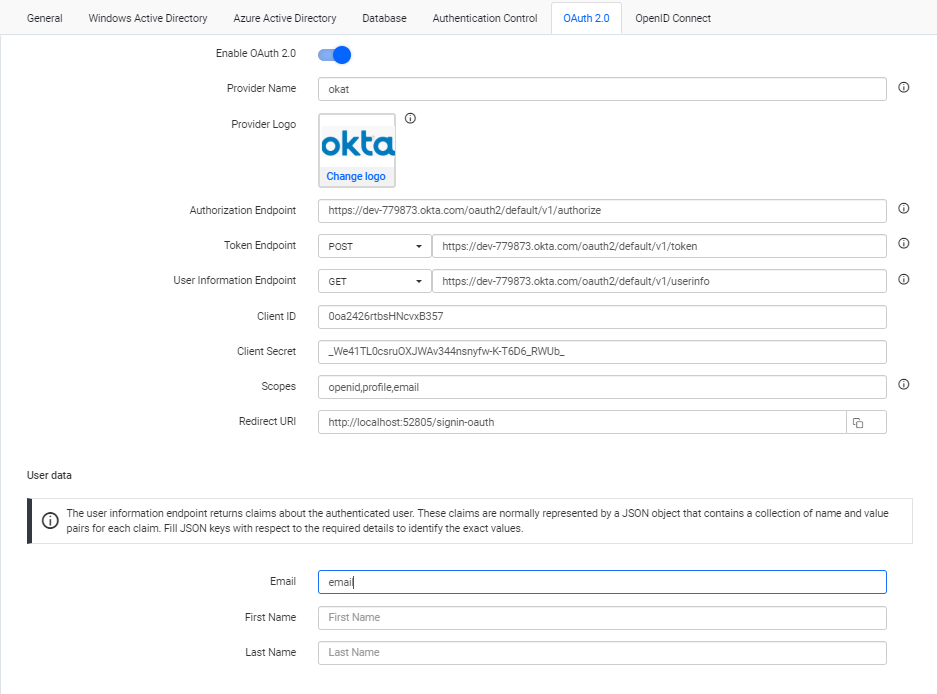 General Windows Active Directory Azure Active Directory Database Authentication Control OAuth 2.0 OpenID Connect
Enable OAuth 2.0
Provider Name okat
Provider Logo okta
Change logo
Authorization Endpoint https://dev-779873.okta.com/oauth2/default/v1/authorize
Token Endpoint POST https://dev-779873.okta.com/oauth2/default/v1/token
User Information Endpoint GET https://dev-779873.okta.com/oauth2/default/v1/userinfo
Client ID 0oa2426rtbsHNcvxB357
Client Secret _We41TL0csruOXJWAv344nsnyfw-K-T6D6_RWUb_
Scopes openid,profile,email
Redirect URI http://localhost:52805/signin-oauth
User data
The user information endpoint returns claims about the authenticated user. These claims are normally represented by a JSON object that contains a collection of name and value
pairs for each claim. Fill JSON keys with respect to the required details to identify the exact values.
Email email
First Name First Name
Last Name Last Name